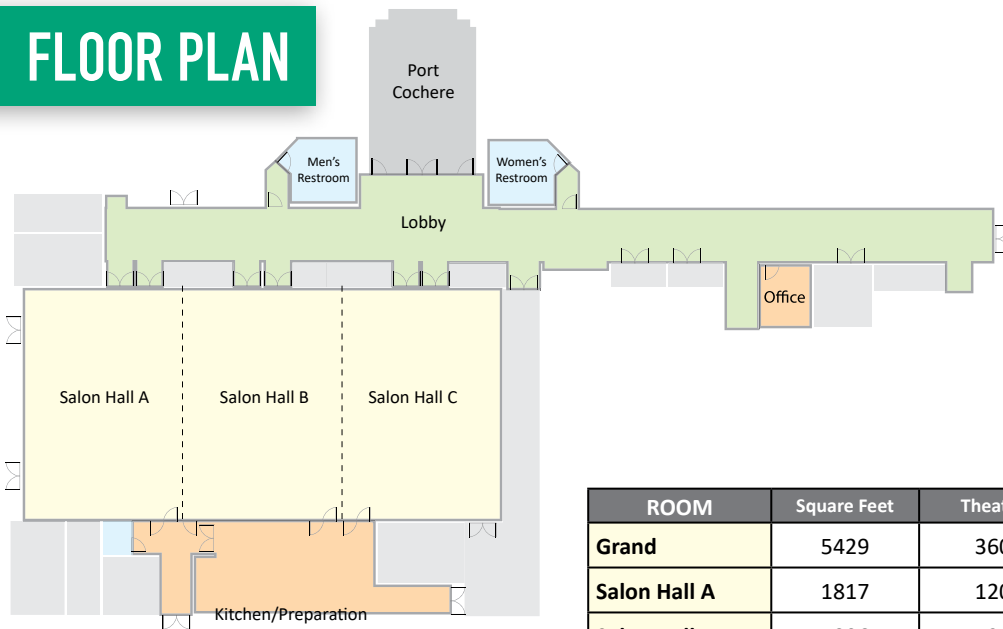 FLOOR PLAN
Port
Cochere
Men's
Restroom
Women's
Restroom
Lobby
Office
Salon Hall A
Salon Hall B
Salon Hall C
Kitchen/Preparation
ROOM Square Feet
Grand 5429
Salon Hall A 1817